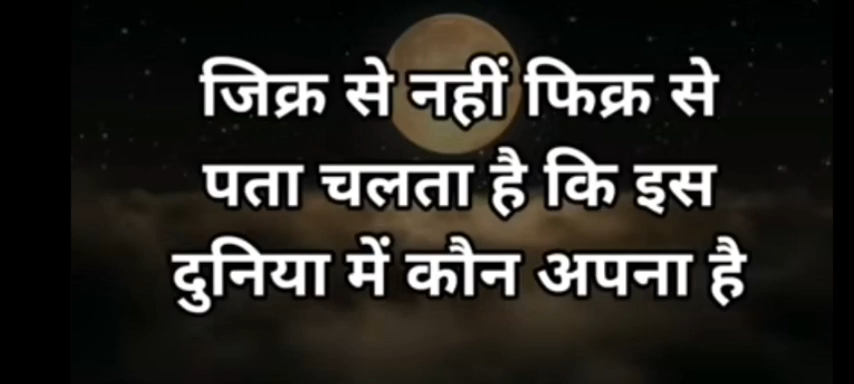 जिक्र से नहीं फिक्र से
पता चलता है कि इस
दुनिया में कौन अपना है